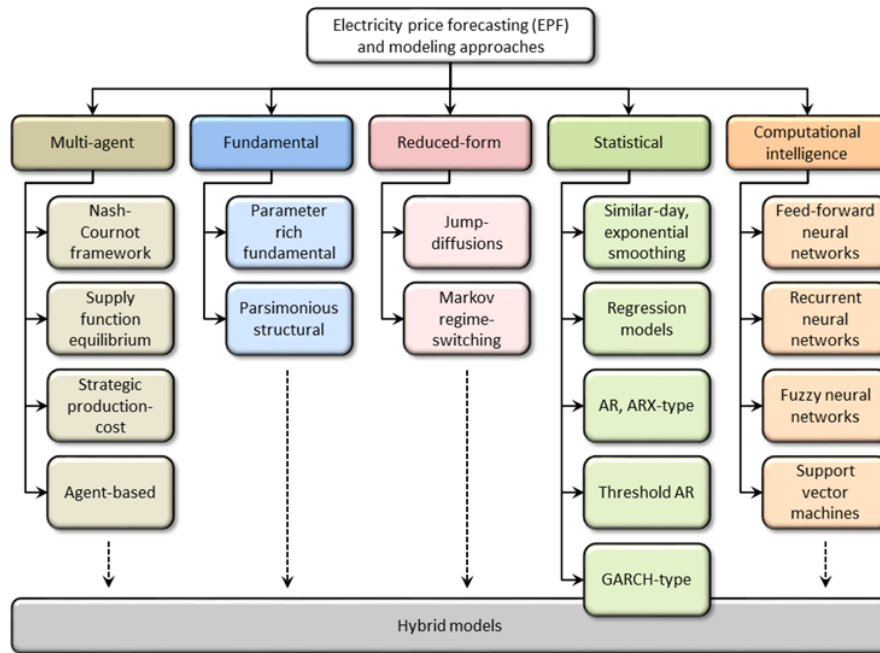 Electricity price forecasting (EPF)
and modeling approaches
Multi-agent
Fundamental
Reduced-form
Statistical
Computational
intelligence
Nash-
Cournot
framework
Supply
function
equilibrium
Strategic
production-
cost
Agent-based
Parameter
rich
fundamental
Parsimonious
structural
Jump-
diffusions
Markov
regime-
switching
Similar-day,
exponential
smoothing
Regression
models
AR, ARX-type
Threshold AR
GARCH-type
Feed-forward
neural
networks
Recurrent
neural
networks
Fuzzy neural
networks
Support
vector
machines
Hybrid models